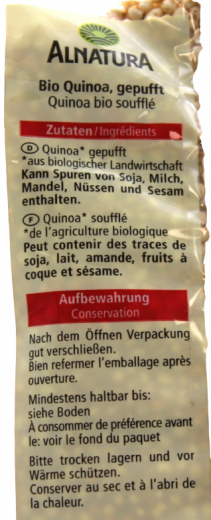 ALNATURA
Bio Quinoa, gepufft
Quinoa bio soufflé
Zutaten/Ingrédients
D Quinoa* gepufft
*aus biologischer Landwirtschaft
Kann Spuren von Soja, Milch,
Mandel, Nüssen und Sesam
enthalten.
F Quinoa* soufflé
*de l'agriculture biologique
Peut contenir des traces de
soja, lait, amande, fruits à
coque et sésame.
Aufbewahrung
Conservation
Nach dem Öffnen Verpackung
gut verschließen.
Bien refermer l'emballage après
ouverture.
Mindestens haltbar bis:
siehe Boden
À consommer de préférence avant
le: voir le fond du paquet
Bitte trocken lagern und vor
Wärme schützen.
Conserver au sec et à l'abri de
la chaleur.